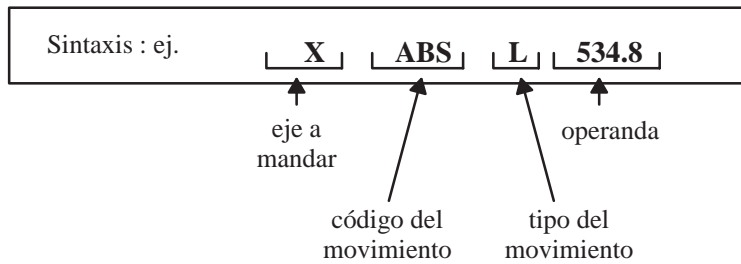 Sintaxis : ej. X ABS L 534.8
eje a
mandar
operanda
código del
movimiento
tipo del
movimiento